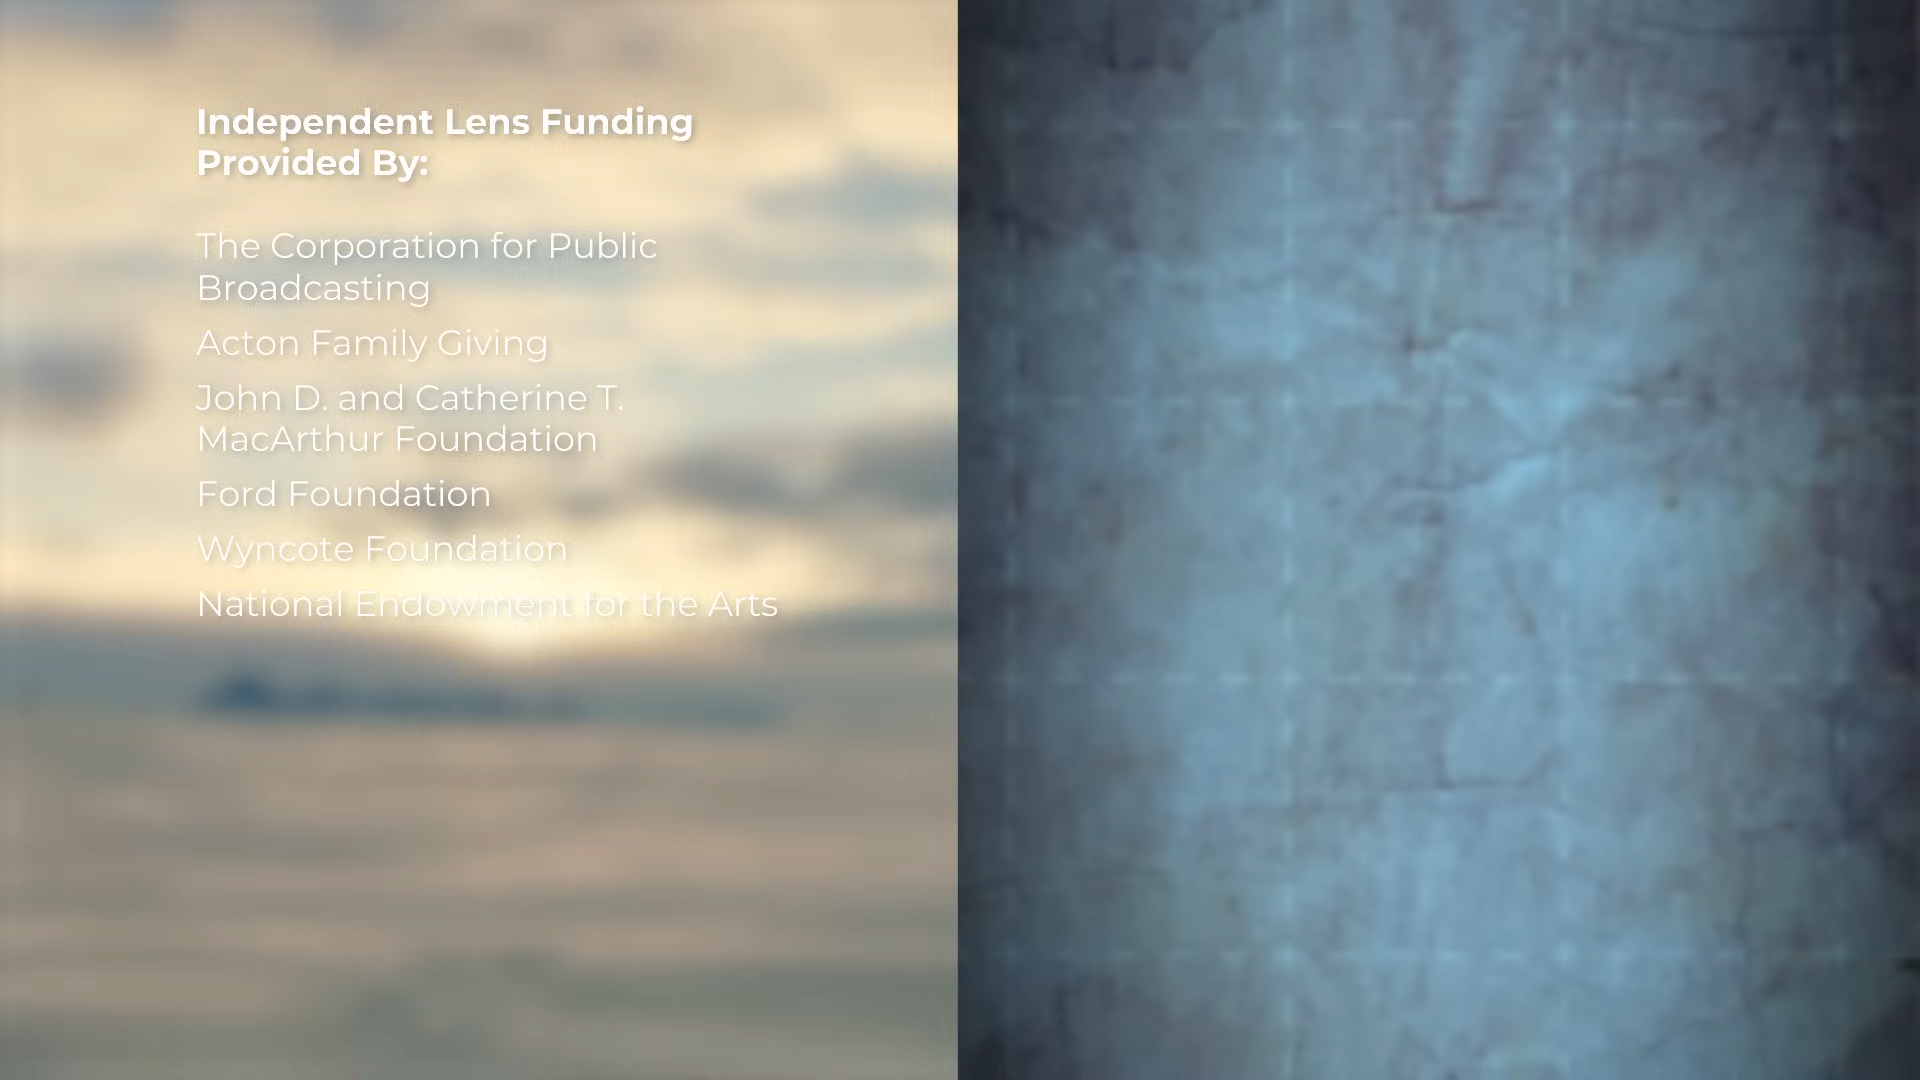 Independent Lens Funding
Provided By:
The Corporation for Public
Broadcasting
Acton Family Giving
John D. and Catherine T.
MacArthur Foundation
Ford Foundation
Wyncote Foundation
National Endowment for the Arts